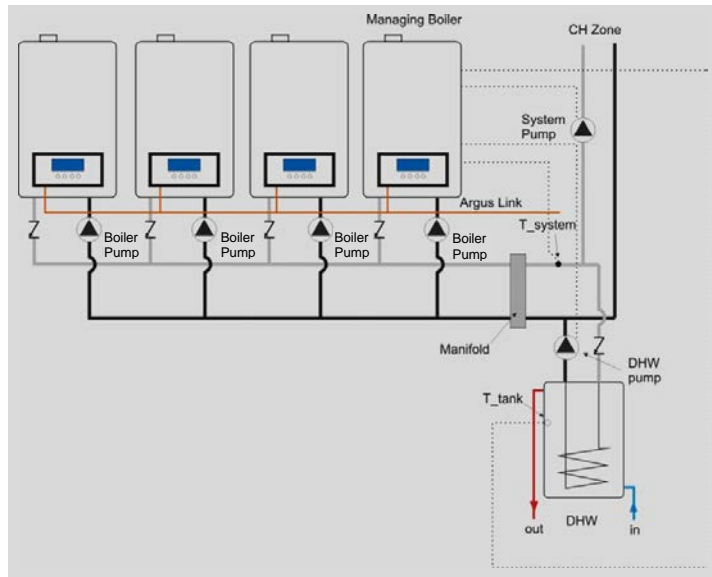 Managing Boiler
CH Zone
System
Pump
Argus Link
T_system
Boiler
Pump
Boiler
Pump
Boiler
Pump
Boiler
Pump
Manifold
DHW
pump
T_tank
out
DHW
in